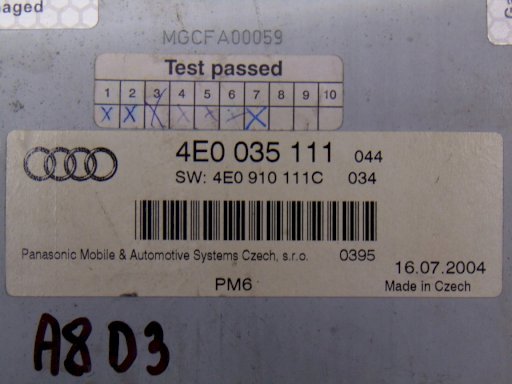 aged
MGCFA00059
Test passed
1 2 3 4 5 6 7 8 9 10
X X X X X X X
4E0 035 111 044
SW: 4E0 910 111C 034
Panasonic Mobile & Automotive Systems Czech, s.r.o. 0395
16.07.2004
PM6 Made in Czech
A8 D3